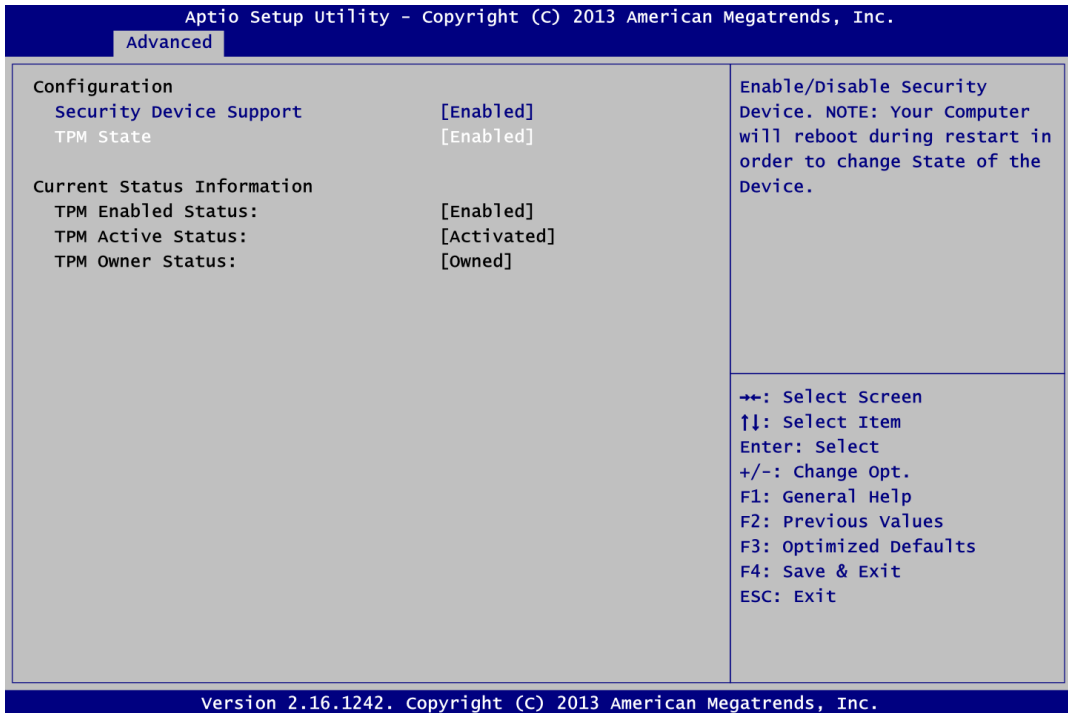 Aptio Setup Utility - Copyright (C) 2013 American Megatrends, Inc.
Advanced
Configuration
Security Device Support [Enabled]
TPM State [Enabled]
Current Status Information
TPM Enabled Status: [Enabled]
TPM Active Status: [Activated]
TPM Owner Status: [Owned]
Enable/Disable Security
Device. NOTE: Your Computer
will reboot during restart in
order to change State of the
Device.
→←: Select Screen
↑↓: Select Item
Enter: Select
+/-: Change Opt.
F1: General Help
F2: Previous Values
F3: Optimized Defaults
F4: Save & Exit
ESC: Exit
Version 2.16.1242. Copyright (C) 2013 American Megatrends, Inc.